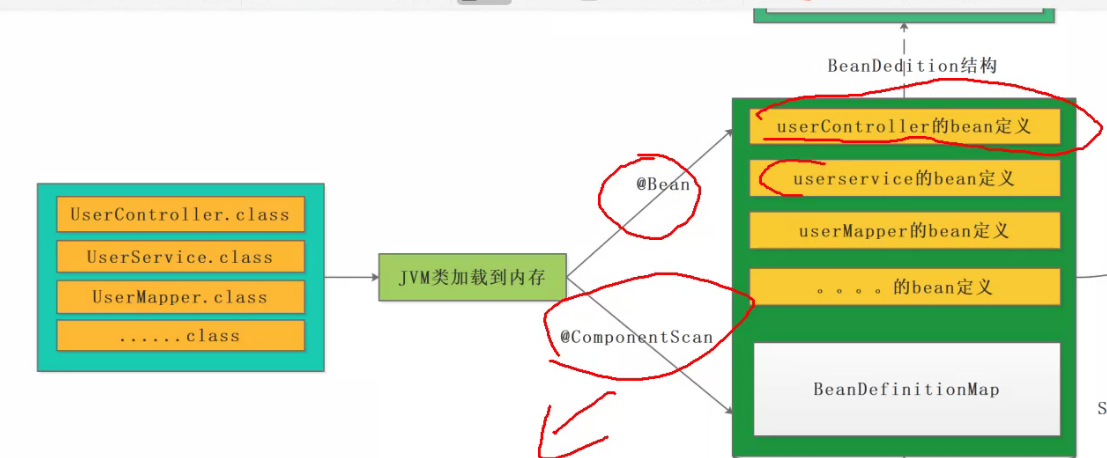 BeanDedition结构
userController的bean定义
@Bean
userservice的bean定义
UserController.class
userMapper的bean定义
UserService.class
JVM类加载到内存
。。。。的bean定义
UserMapper.class
@ComponentScan
......class
BeanDefinitionMap
S